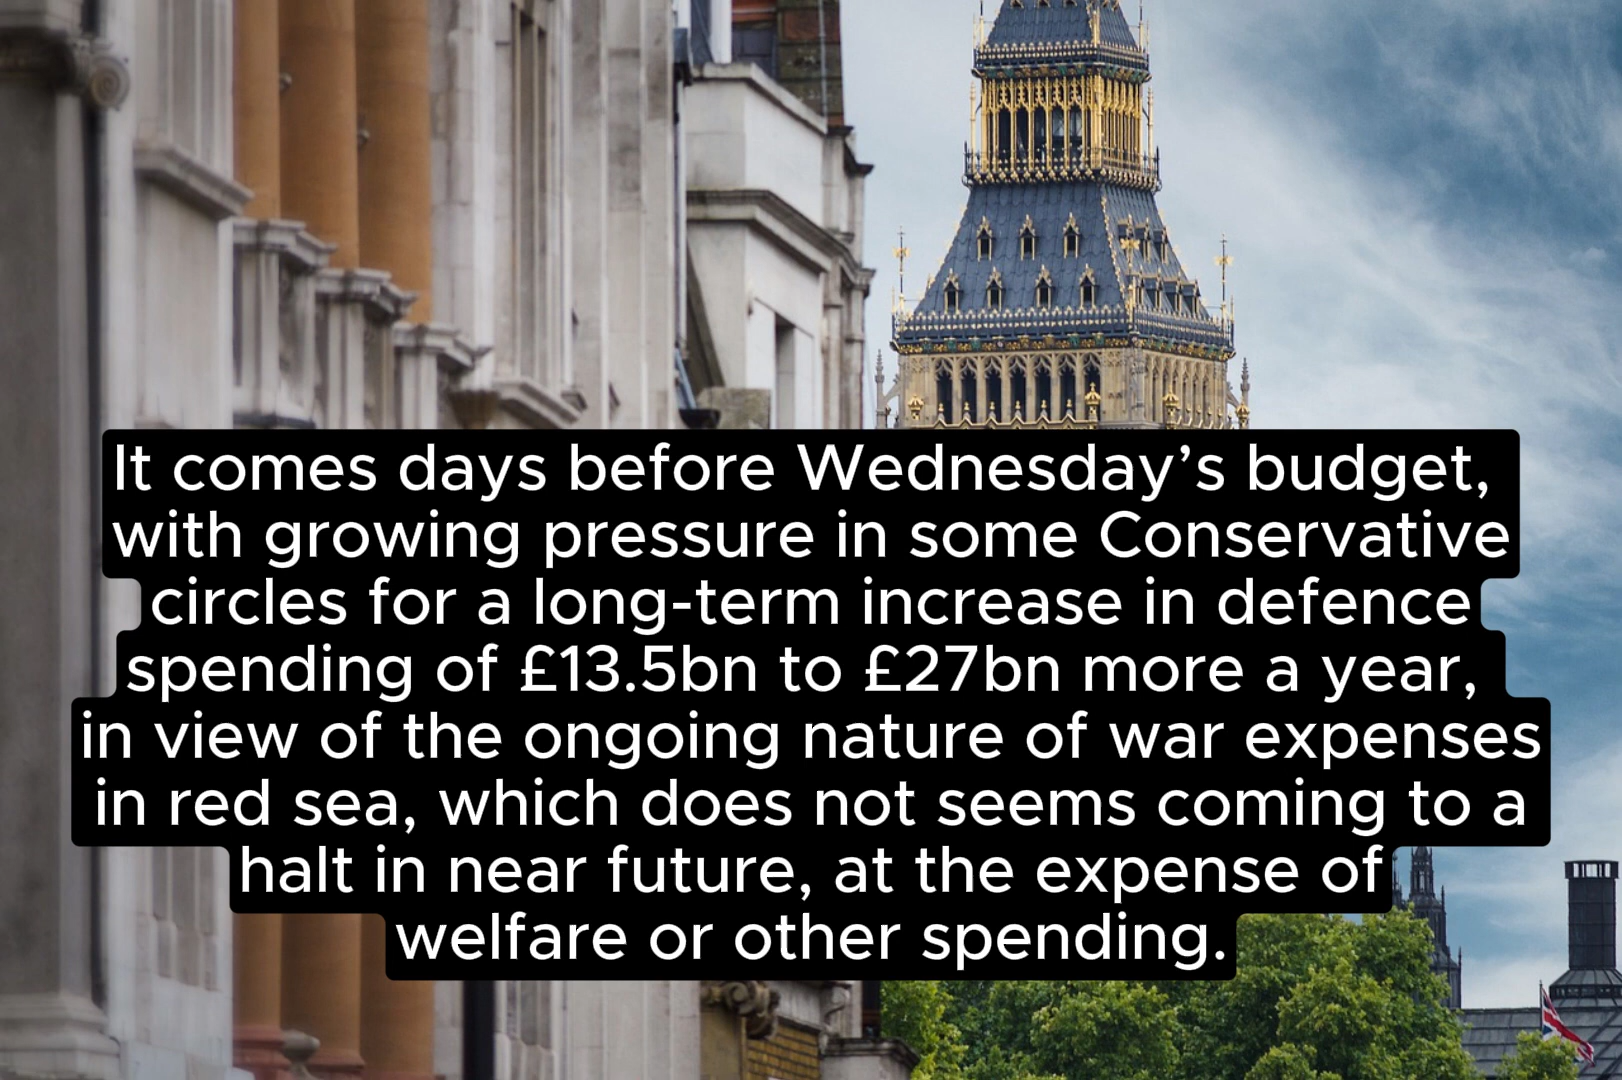 It comes days before Wednesday’s budget,
with growing pressure in some Conservative
circles for a long-term increase in defence
spending of £13.5bn to £27bn more a year,
in view of the ongoing nature of war expenses
in red sea, which does not seems coming to a
halt in near future, at the expense of
welfare or other spending.